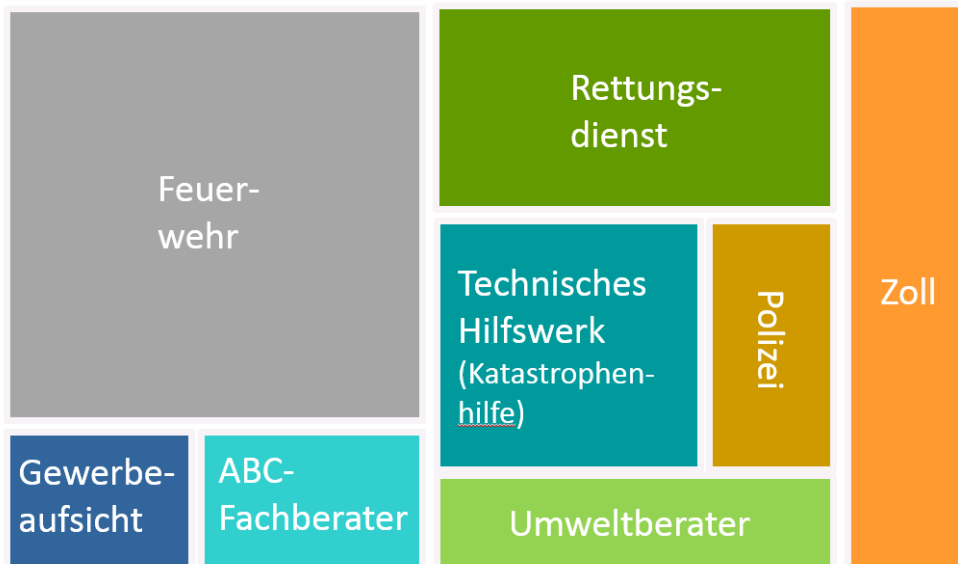 Feuer-
wehr
Rettungs-
dienst
Technisches
Hilfswerk
(Katastrophen-
hilfe)
Polizei
Zoll
Gewerbe-
aufsicht
ABC-
Fachberater
Umweltberater